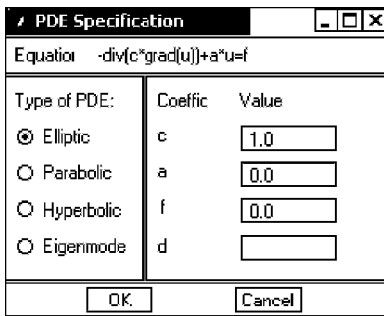 PDE Specification
Equation -div(c*grad(u))+a*u=f
Type of PDE: Coeffic Value
Elliptic c 1.0
Parabolic a 0.0
Hyperbolic f 0.0
Eigenmode d
OK Cancel